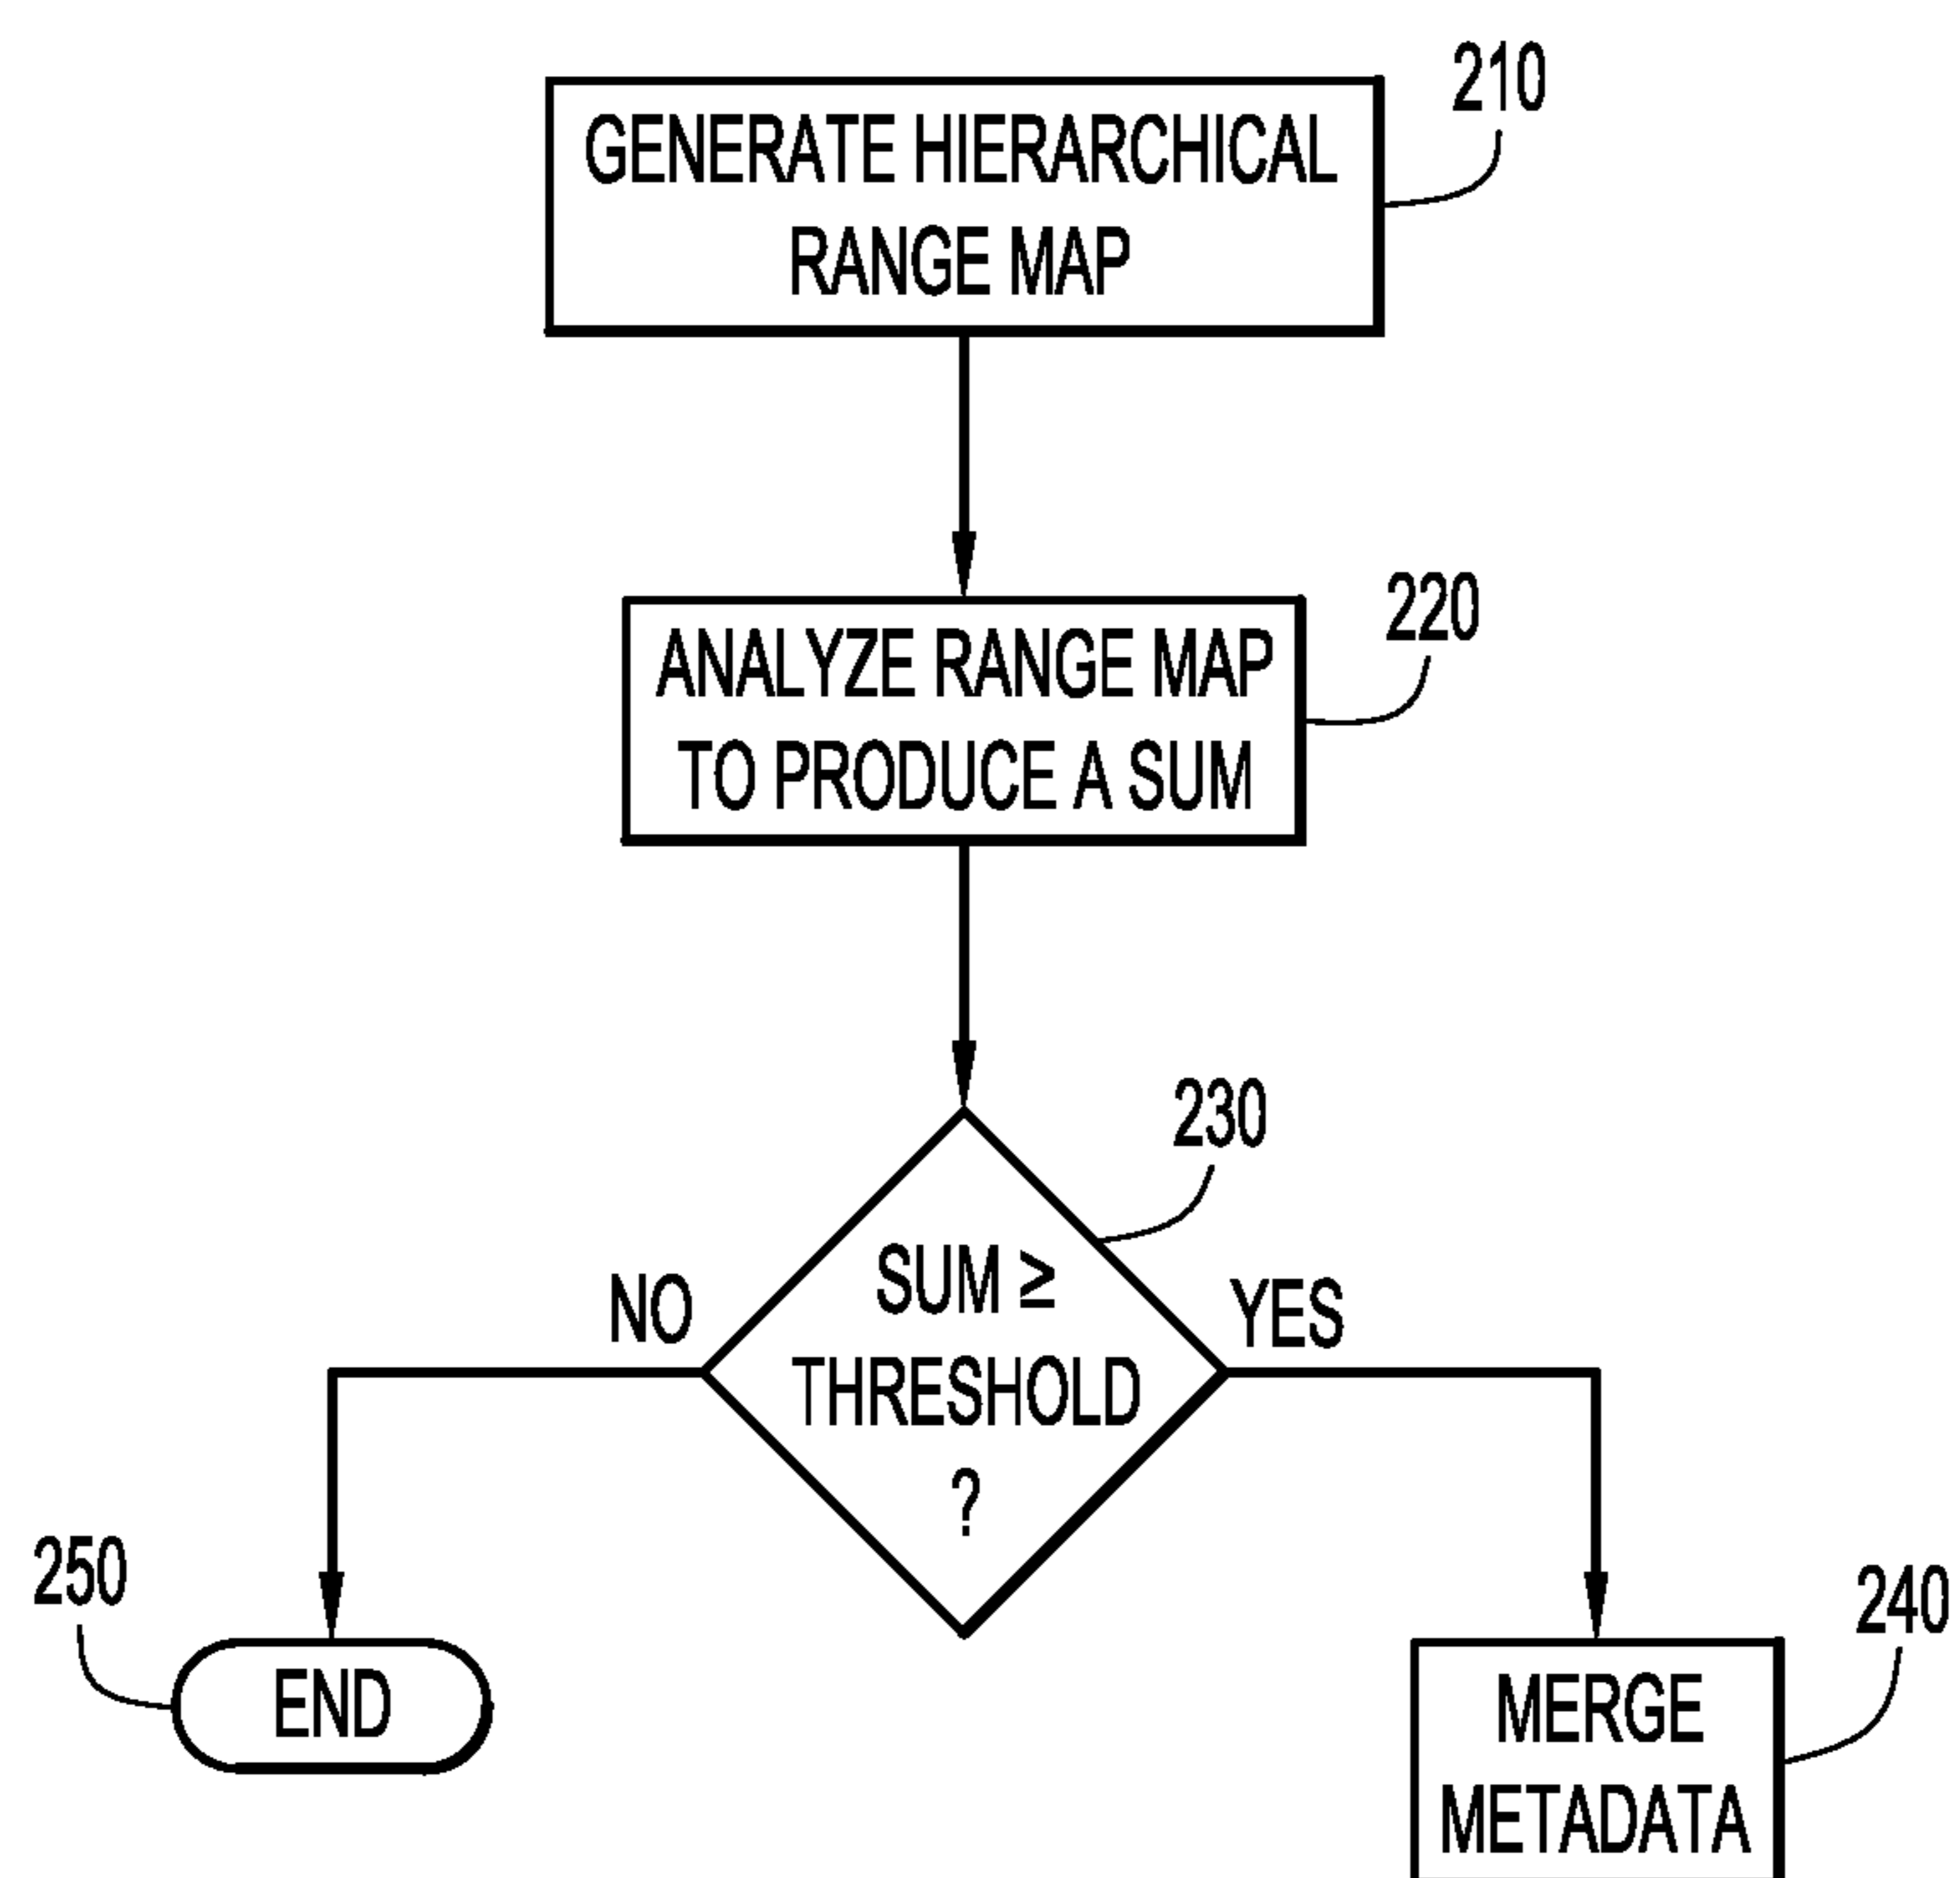 210
GENERATE HIERARCHICAL
RANGE MAP
220
ANALYZE RANGE MAP
TO PRODUCE A SUM
230
SUM ≥
THRESHOLD
?
NO
YES
250
END
240
MERGE
METADATA